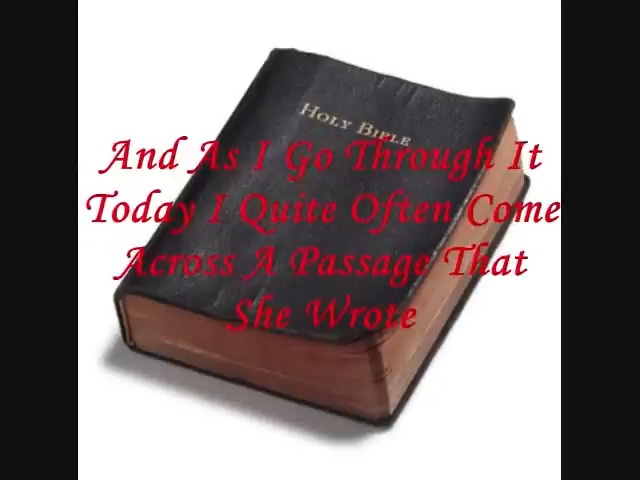 HOLY BIBLE
And As I Go Through It
Today I Quite Often Come
Across A Passage That
She Wrote